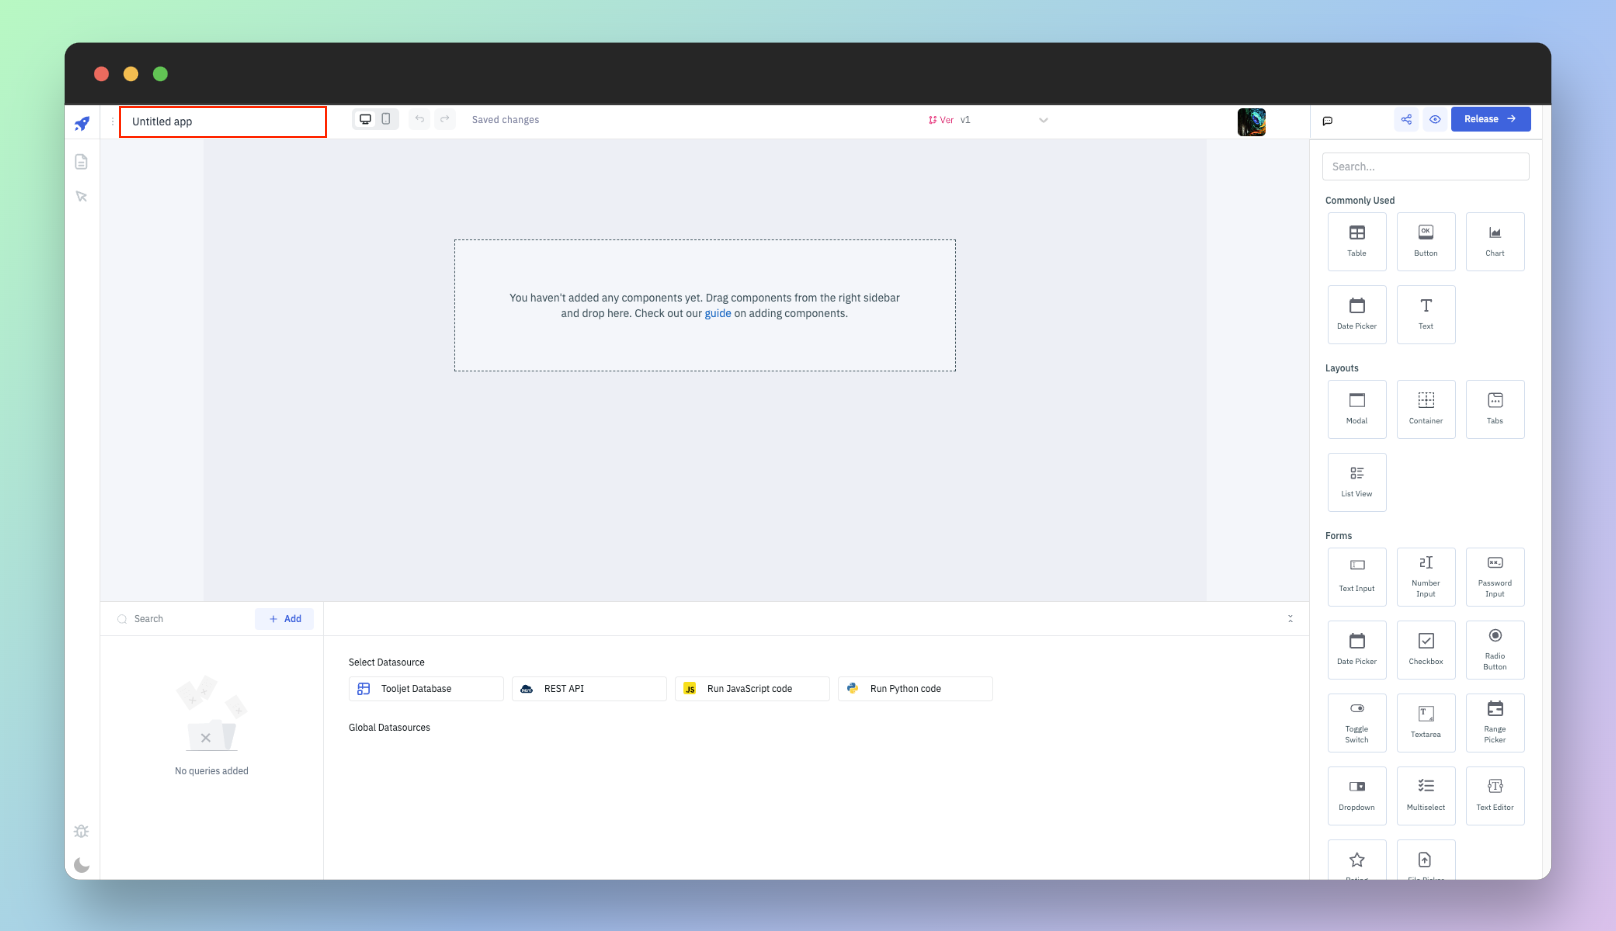 Untitled app
Saved changes
Ver v1
Release
Search...
Commonly Used
Table
Button
Chart
Date Picker
Text
Layouts
Modal
Container
Tabs
List View
Forms
Text Input
Number
Input
Password
Input
Date Picker
Checkbox
Radio
Button
Toggle
Switch
Textarea
Range
Picker
Dropdown
Multiselect
Text Editor
Rating
File Picker
You haven't added any components yet. Drag components from the right sidebar
and drop here. Check out our guide on adding components.
Search
+ Add
No queries added
Select Datasource
Tooljet Database
REST API
JS
Run JavaScript code
Run Python code
Global Datasources